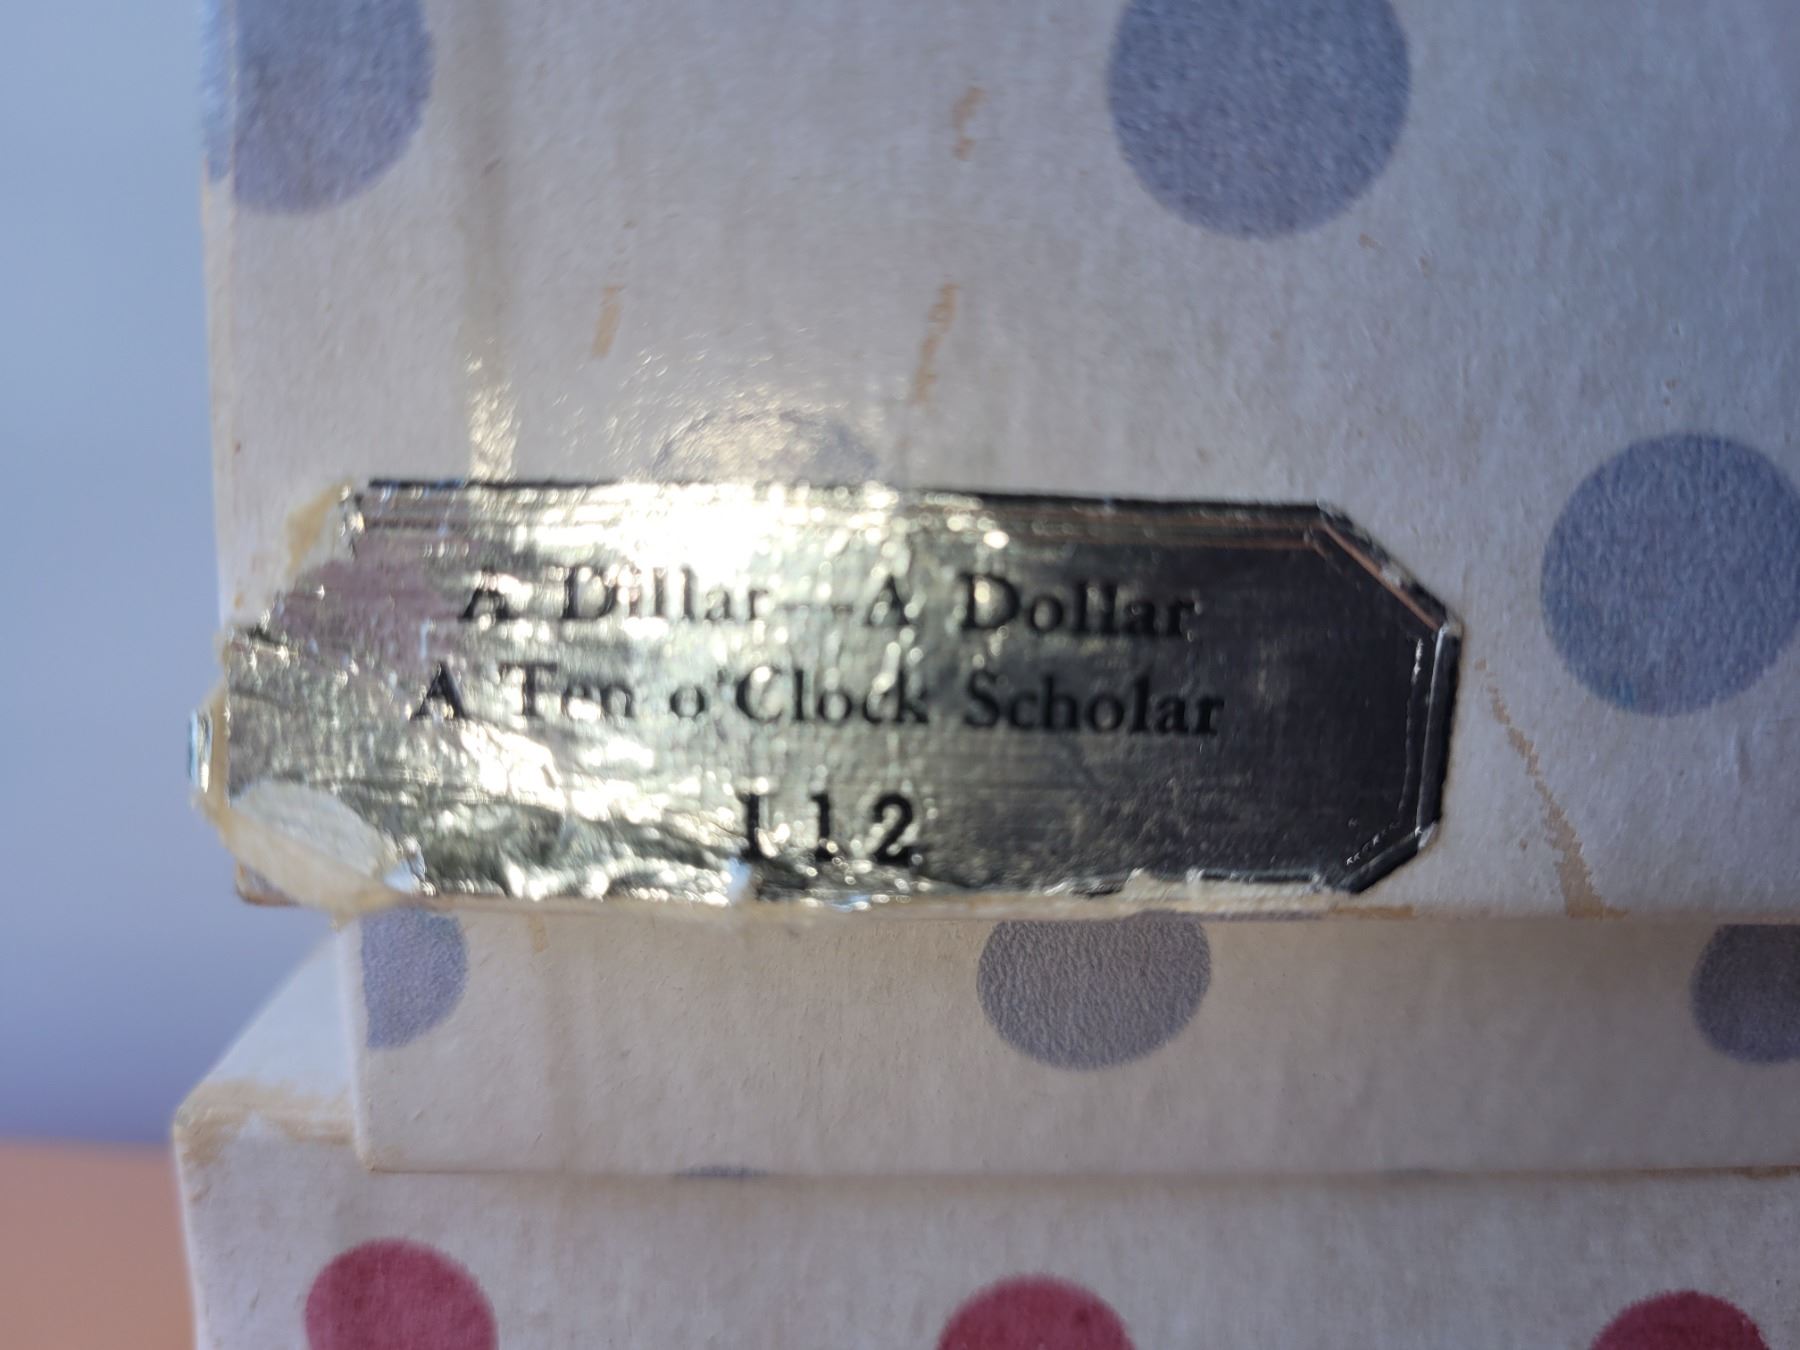 A Dillar--A Dollar
A Ten o'Clock Scholar
112